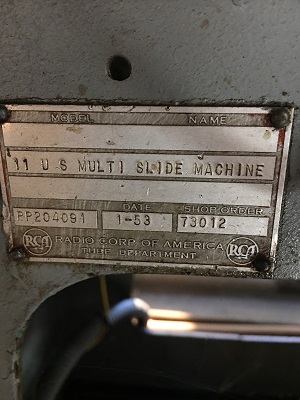 MODEL NAME
11 U S MULTI SLIDE MACHINE
DATE SHOP ORDER
PP204091 1-53 73012
RCA RADIO CORP OF AMERICA RCA
TUBE DEPARTMENT